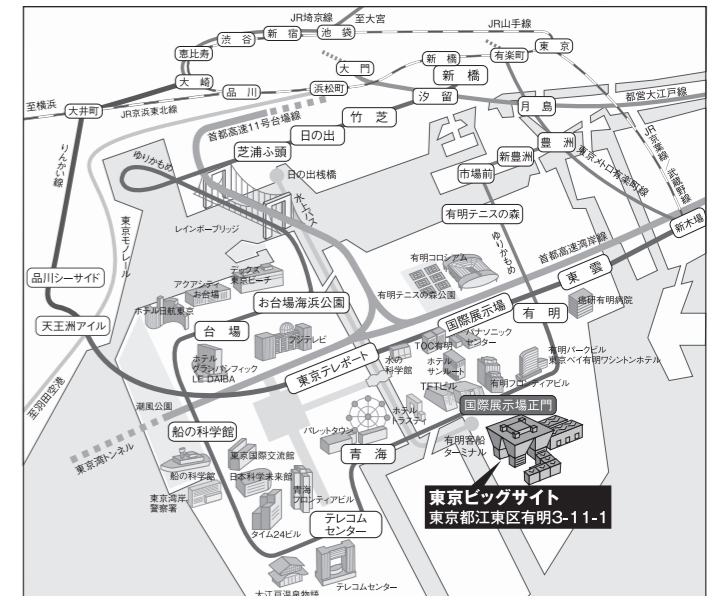 JR埼京線
至大宮
JR山手線
渋谷
新宿
池袋
恵比寿
大門
新橋
有楽町
東京
大崎
品川
浜松町
新橋
汐留
月島
都営大江戸線
至横浜
大井町
JR京浜東北線
首都高速11号台場線
竹芝
日の出
芝浦ふ頭
豊洲
新豊洲
市場前
東京メトロ有楽町線
JR京葉線
武蔵野線
りんかい線
ゆりかもめ
日の出桟橋
水上バス
レインボーブリッジ
有明テニスの森
ゆりかもめ
首都高速湾岸線
新木場
東京モノレール
デックス
東京ビーチ
アクアシティ
お台場
有明コロシアム
有明テニスの森公園
東雲
品川シーサイド
ホテル日航東京
お台場海浜公園
国際展示場
有明
癌研有明病院
天王洲アイル
台場
フジテレビ
TOC有明
パナソニック
センター
ホテル
グランパシフィック
LE DAIBA
東京テレポート
水の
科学館
ホテル
サンルート
有明パークビル
東京ベイ有明ワシントンホテル
TFTビル
有明フロンティアビル
至羽田空港
潮風公園
ホテル
トラスティ
国際展示場正門
東京湾トンネル
船の科学館
パレットタウン
青海
有明客船
ターミナル
船の科学館
東京国際交流館
日本科学未来館
青海
フロンティアビル
東京湾岸
警察署
タイム24ビル
テレコム
センター
東京ビッグサイト
東京都江東区有明3-11-1
テレコムセンター
大江戸温泉物語